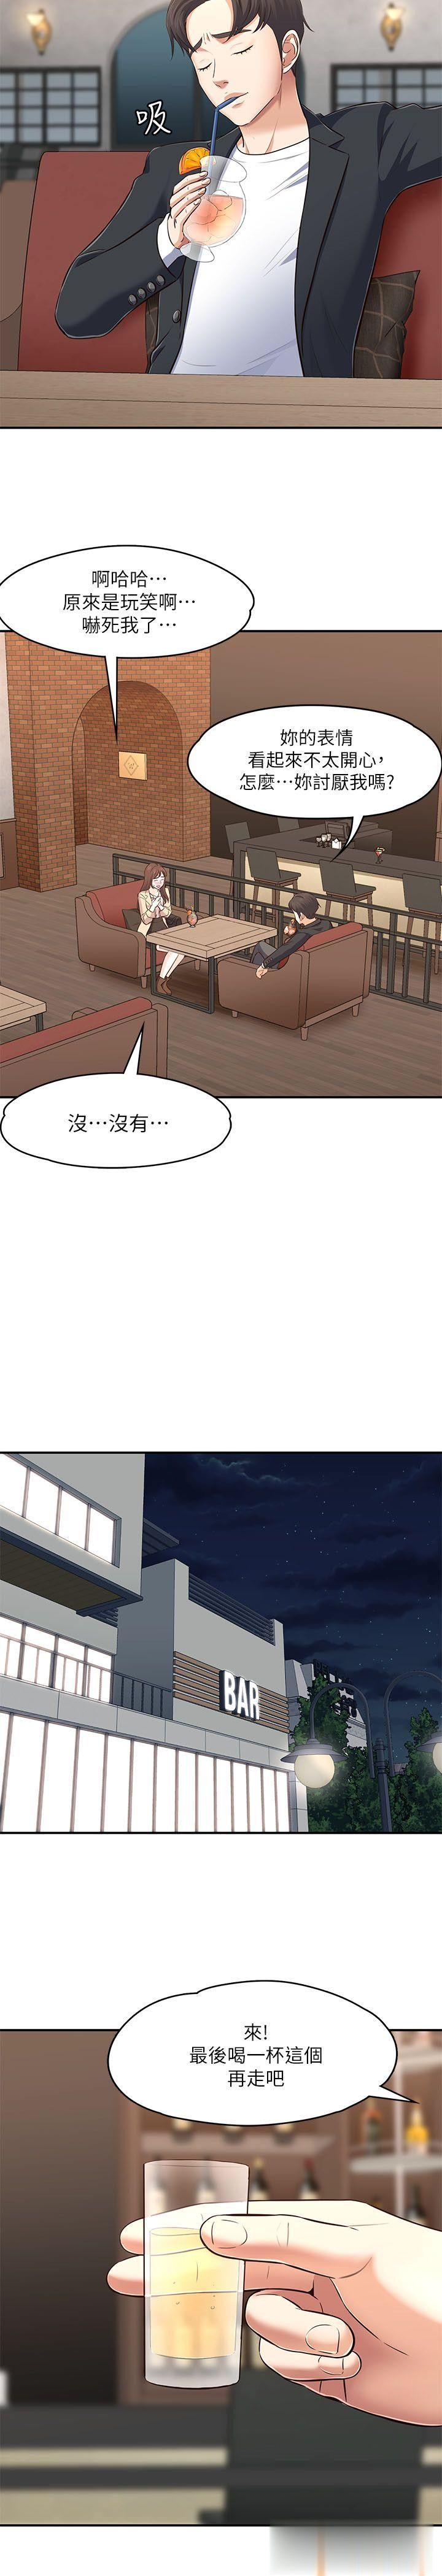 吸
啊哈哈⋯
原來是玩笑啊⋯
嚇死我了⋯
妳的表情
看起來不太開心,
怎麼⋯妳討厭我嗎?
沒⋯沒有⋯
BAR
來!
最後喝一杯這個
再走吧